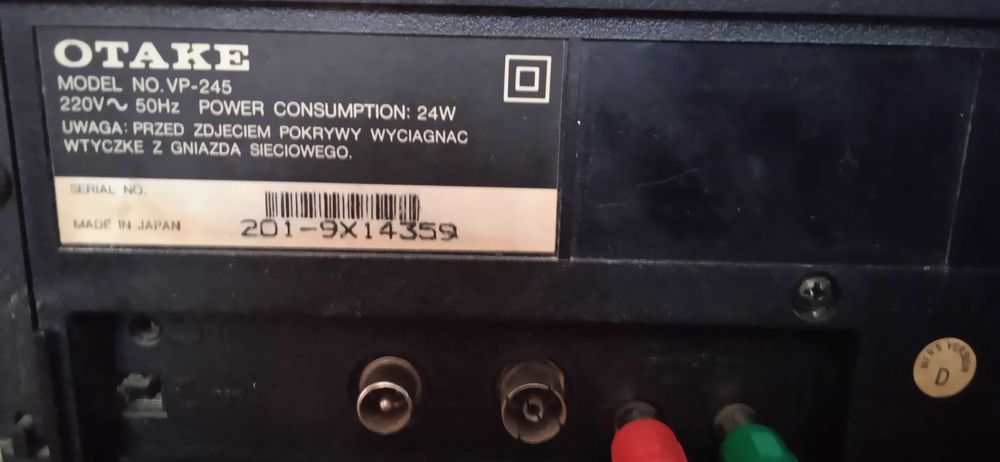 OTAKE
MODEL NO. VP-245
220V~ 50Hz POWER CONSUMPTION: 24W
UWAGA: PRZED ZDJECIEM POKRYWY WYCIAGNAC
WTYCZKE Z GNIAZDA SIECIOWEGO.
SERIAL NO.
MADE IN JAPAN
201-9X14359
VERSION
D